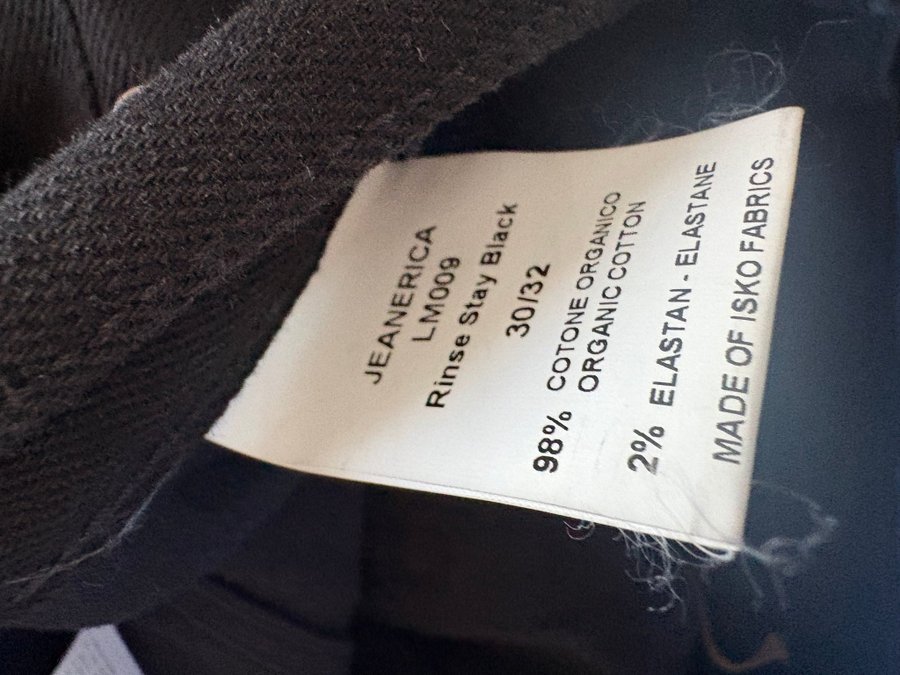 JEANERICA
LM009
Rinse Stay Black
30/32
98% COTONE ORGANICO
ORGANIC COTTON
2% ELASTAN - ELASTANE
MADE OF ISKO FABRICS